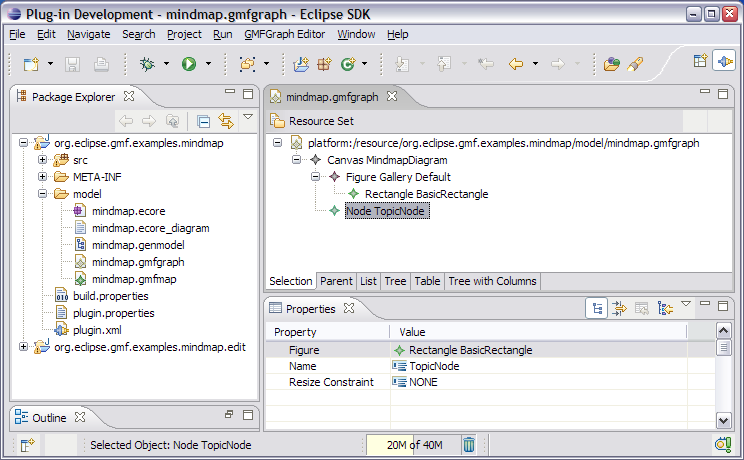 Plug-in Development - mindmap.gmfgraph - Eclipse SDK
File Edit Navigate Search Project Run GMFGraph Editor Window Help
Package Explorer
org.eclipse.gmf.examples.mindmap
src
META-INF
model
mindmap.ecore
mindmap.ecore_diagram
mindmap.genmodel
mindmap.gmfgraph
mindmap.gmfmap
build.properties
plugin.properties
plugin.xml
org.eclipse.gmf.examples.mindmap.edit
Outline
mindmap.gmfgraph
Resource Set
platform:/resource/org.eclipse.gmf.examples.mindmap/model/mindmap.gmfgraph
Canvas MindmapDiagram
Figure Gallery Default
Rectangle BasicRectangle
Node TopicNode
Selection Parent List Tree Table Tree with Columns
Properties
Property Value
Figure Rectangle BasicRectangle
Name TopicNode
Resize Constraint NONE
Selected Object: Node TopicNode
20M of 40M